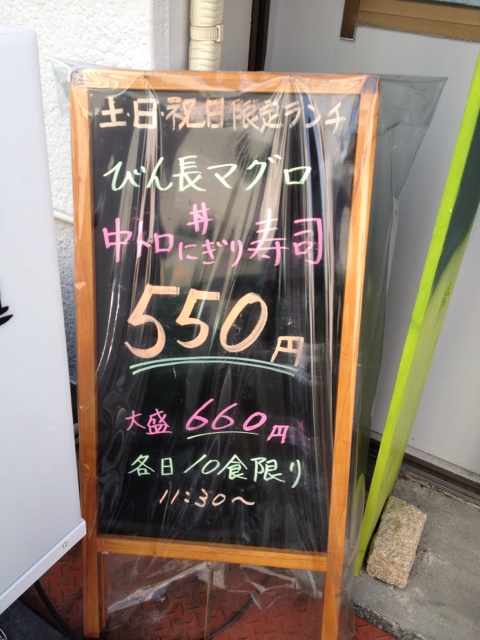 土・日・祝日限定ランチ
びん長マグロ
丼
中トロにぎり寿司
550円
大盛 660円
各日10食限り
11:30～